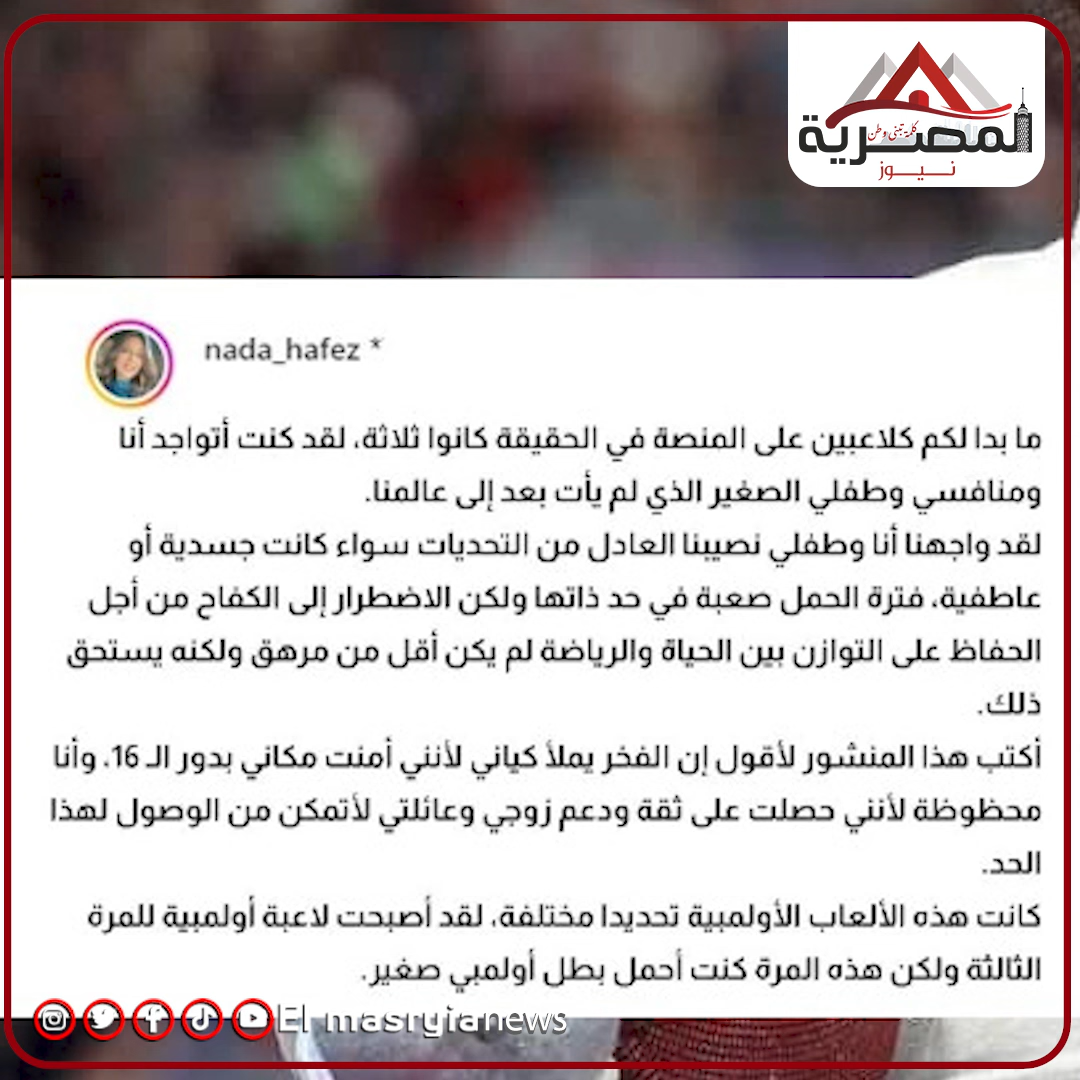 المصرية
كلمة تبني وطن
نيوز
nada_hafez *
ما بدا لكم كلاعبين على المنصة في الحقيقة كانوا ثلاثة، لقد كنت أتواجد أنا
ومنافسي وطفلي الصغير الذي لم يأت بعد إلى عالمنا.
لقد واجهنا أنا وطفلي نصيبنا العادل من التحديات سواء كانت جسدية أو
عاطفية، فترة الحمل صعبة في حد ذاتها ولكن الاضطرار إلى الكفاح من أجل
الحفاظ على التوازن بين الحياة والرياضة لم يكن أقل من مرهق ولكنه يستحق
ذلك.
أكتب هذا المنشور لأقول إن الفخر يملأ كياني لأنني أمنت مكاني بدور الـ 16، وأنا
محظوظة لأنني حصلت على ثقة ودعم زوجي وعائلتي لأتمكن من الوصول لهذا
الحد.
كانت هذه الألعاب الأولمبية تحديدا مختلفة، لقد أصبحت لاعبة أولمبية للمرة
الثالثة ولكن هذه المرة كنت أحمل بطل أولمبي صغير.
El masryianews